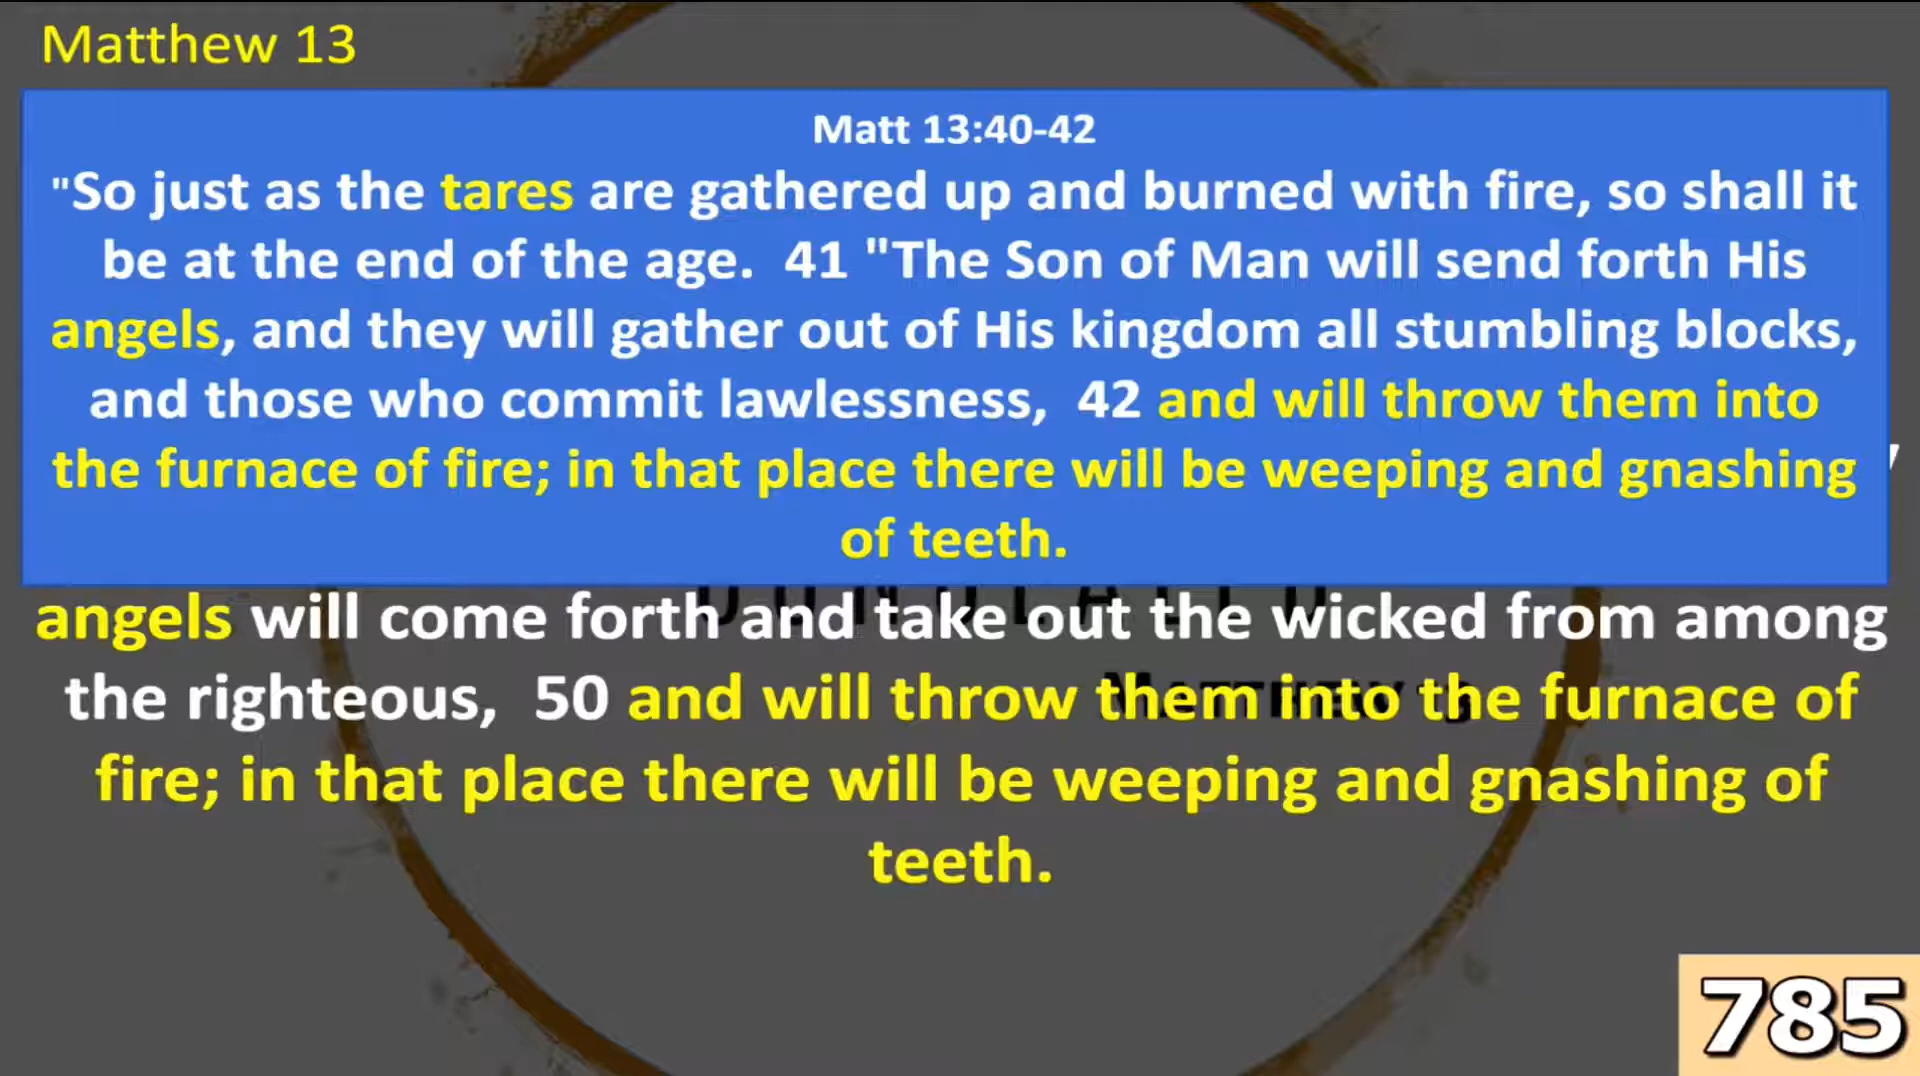 Matthew 13
Matt 13:40-42
"So just as the tares are gathered up and burned with fire, so shall it
be at the end of the age.  41 "The Son of Man will send forth His
angels, and they will gather out of His kingdom all stumbling blocks,
and those who commit lawlessness,  42 and will throw them into
the furnace of fire; in that place there will be weeping and gnashing
of teeth.
angels will come forth and take out the wicked from among
the righteous,  50 and will throw them into the furnace of
fire; in that place there will be weeping and gnashing of
teeth.
785